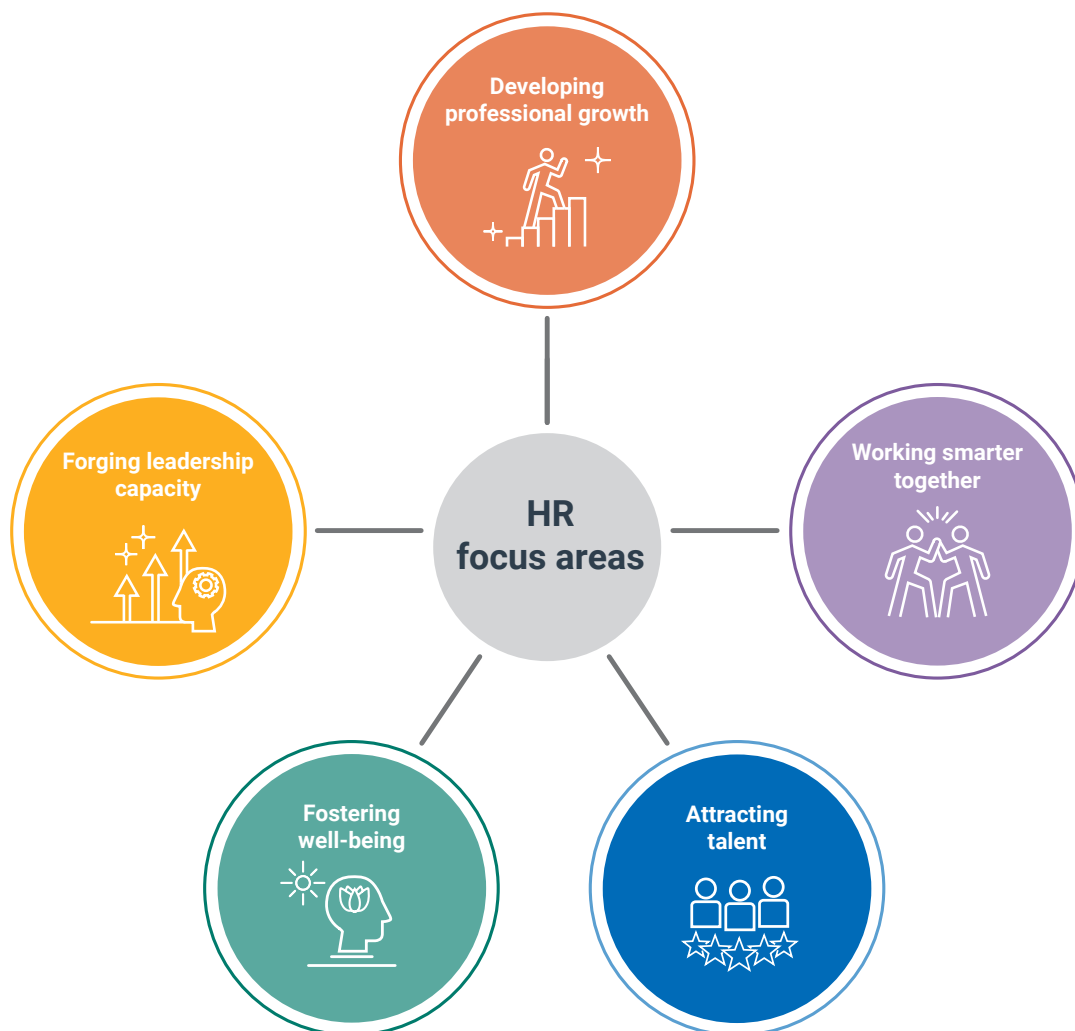 Developing
professional growth
Forging leadership
capacity
Working smarter
together
HR
focus areas
Fostering
well-being
Attracting
talent